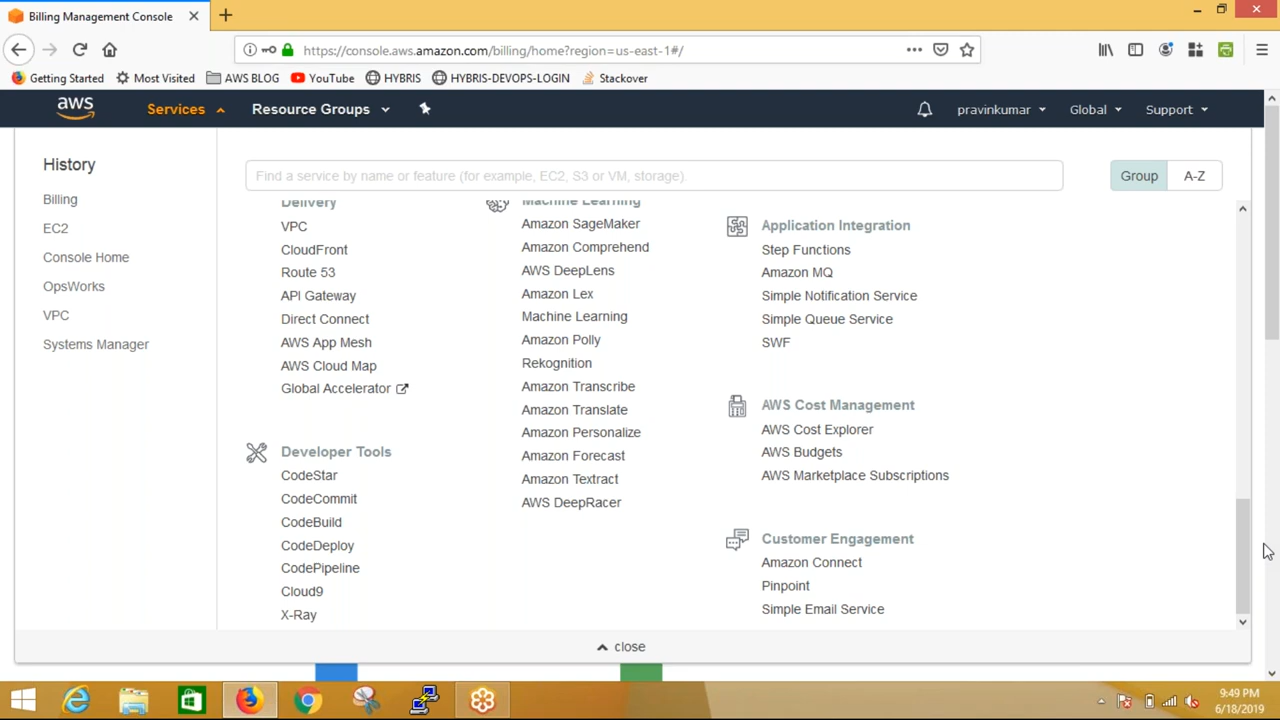 Billing Management Console
https://console.aws.amazon.com/billing/home?region=us-east-1#/
Getting Started
Most Visited
AWS BLOG
YouTube
HYBRIS
HYBRIS-DEVOPS-LOGIN
Stackover
aws
Services
Resource Groups
pravinkumar
Global
Support
History
Billing
EC2
Console Home
OpsWorks
VPC
Systems Manager
Find a service by name or feature (for example, EC2, S3 or VM, storage).
Group
A-Z
Delivery
VPC
CloudFront
Route 53
API Gateway
Direct Connect
AWS App Mesh
AWS Cloud Map
Global Accelerator
Developer Tools
CodeStar
CodeCommit
CodeBuild
CodeDeploy
CodePipeline
Cloud9
X-Ray
Machine Learning
Amazon SageMaker
Amazon Comprehend
AWS DeepLens
Amazon Lex
Machine Learning
Amazon Polly
Rekognition
Amazon Transcribe
Amazon Translate
Amazon Personalize
Amazon Forecast
Amazon Textract
AWS DeepRacer
Application Integration
Step Functions
Amazon MQ
Simple Notification Service
Simple Queue Service
SWF
AWS Cost Management
AWS Cost Explorer
AWS Budgets
AWS Marketplace Subscriptions
Customer Engagement
Amazon Connect
Pinpoint
Simple Email Service
close
9:49 PM
6/18/2019